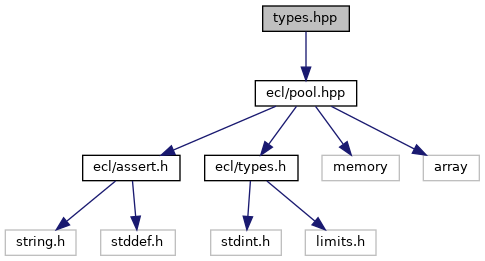 types.hpp
ecl/pool.hpp
ecl/assert.h
ecl/types.h
memory
array
string.h
stddef.h
stdint.h
limits.h